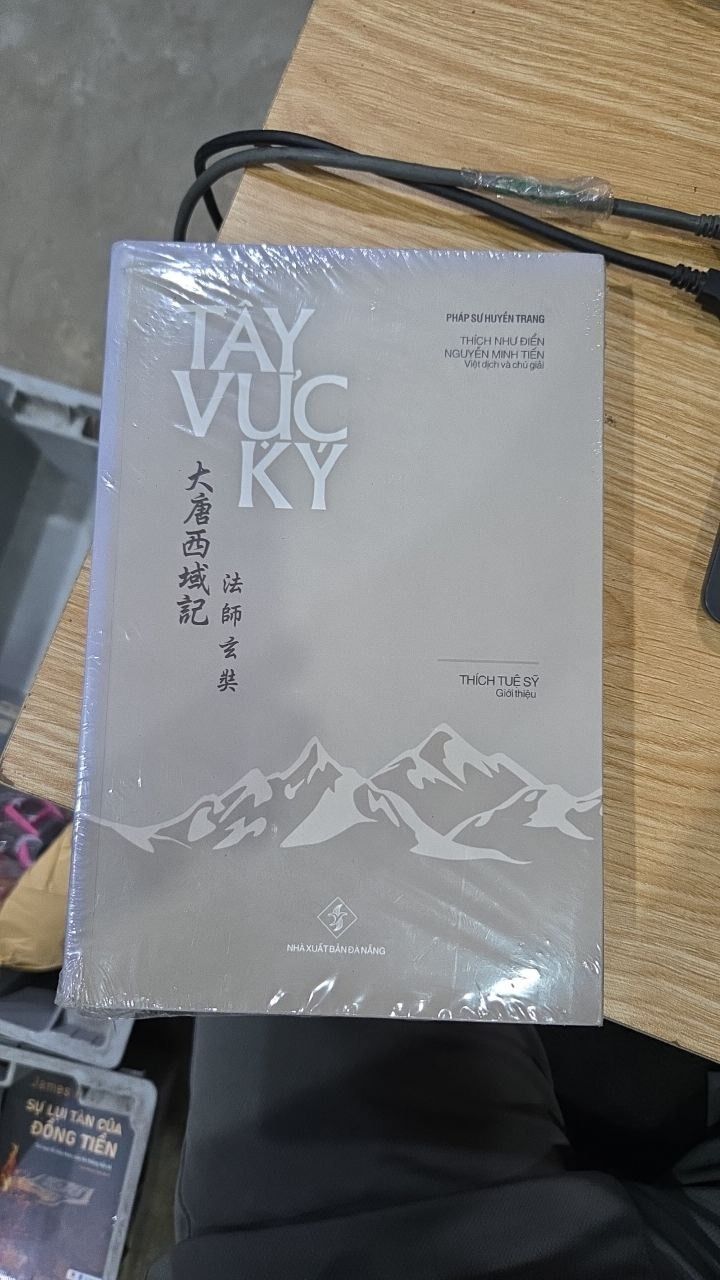 TÂY
VỰC
KÝ
大唐西域記
法師玄奘
PHÁP SƯ HUYỀN TRANG
THÍCH NHƯ ĐIỂN
NGUYỄN MINH TIẾN
Việt dịch và chú giải
THÍCH TUỆ SỸ
Giới thiệu
NHÀ XUẤT BẢN ĐÀ NẴNG
James
SỰ LỤI TÀN CỦA
ĐỒNG TIỀN